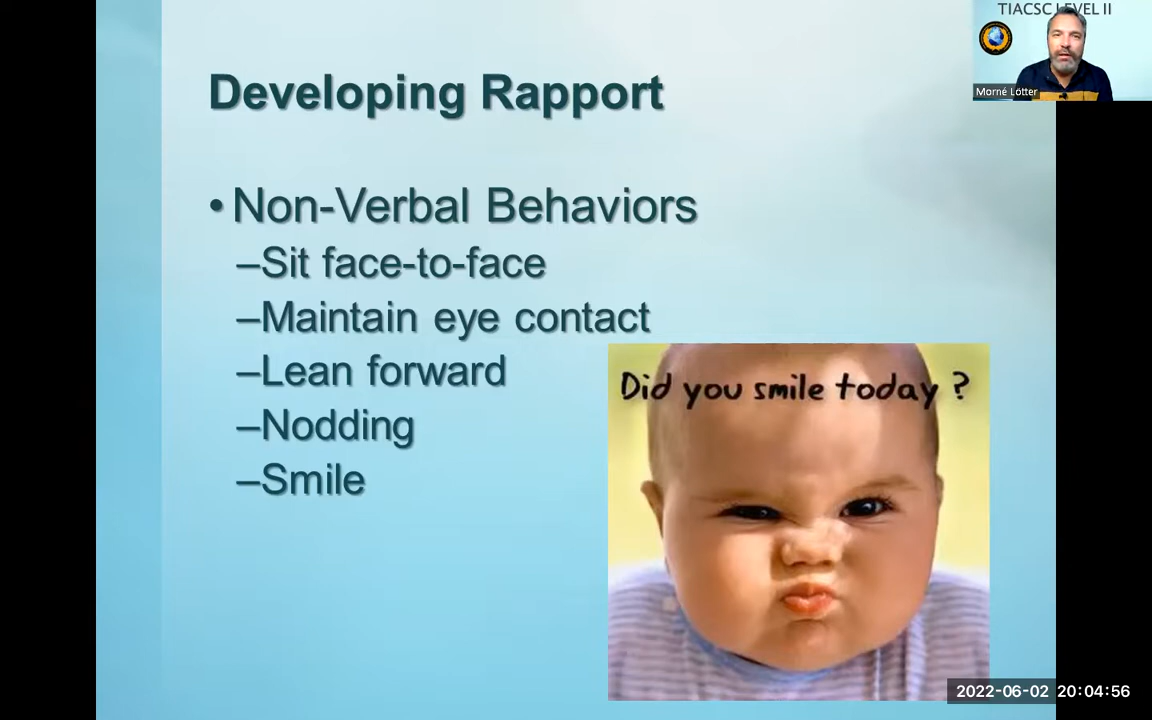 TIACSC LEVEL II
Morné Lötter
Developing Rapport
•Non-Verbal Behaviors
–Sit face-to-face
–Maintain eye contact
–Lean forward
–Nodding
–Smile
Did you smile today ?
2022-06-02 20:04:56